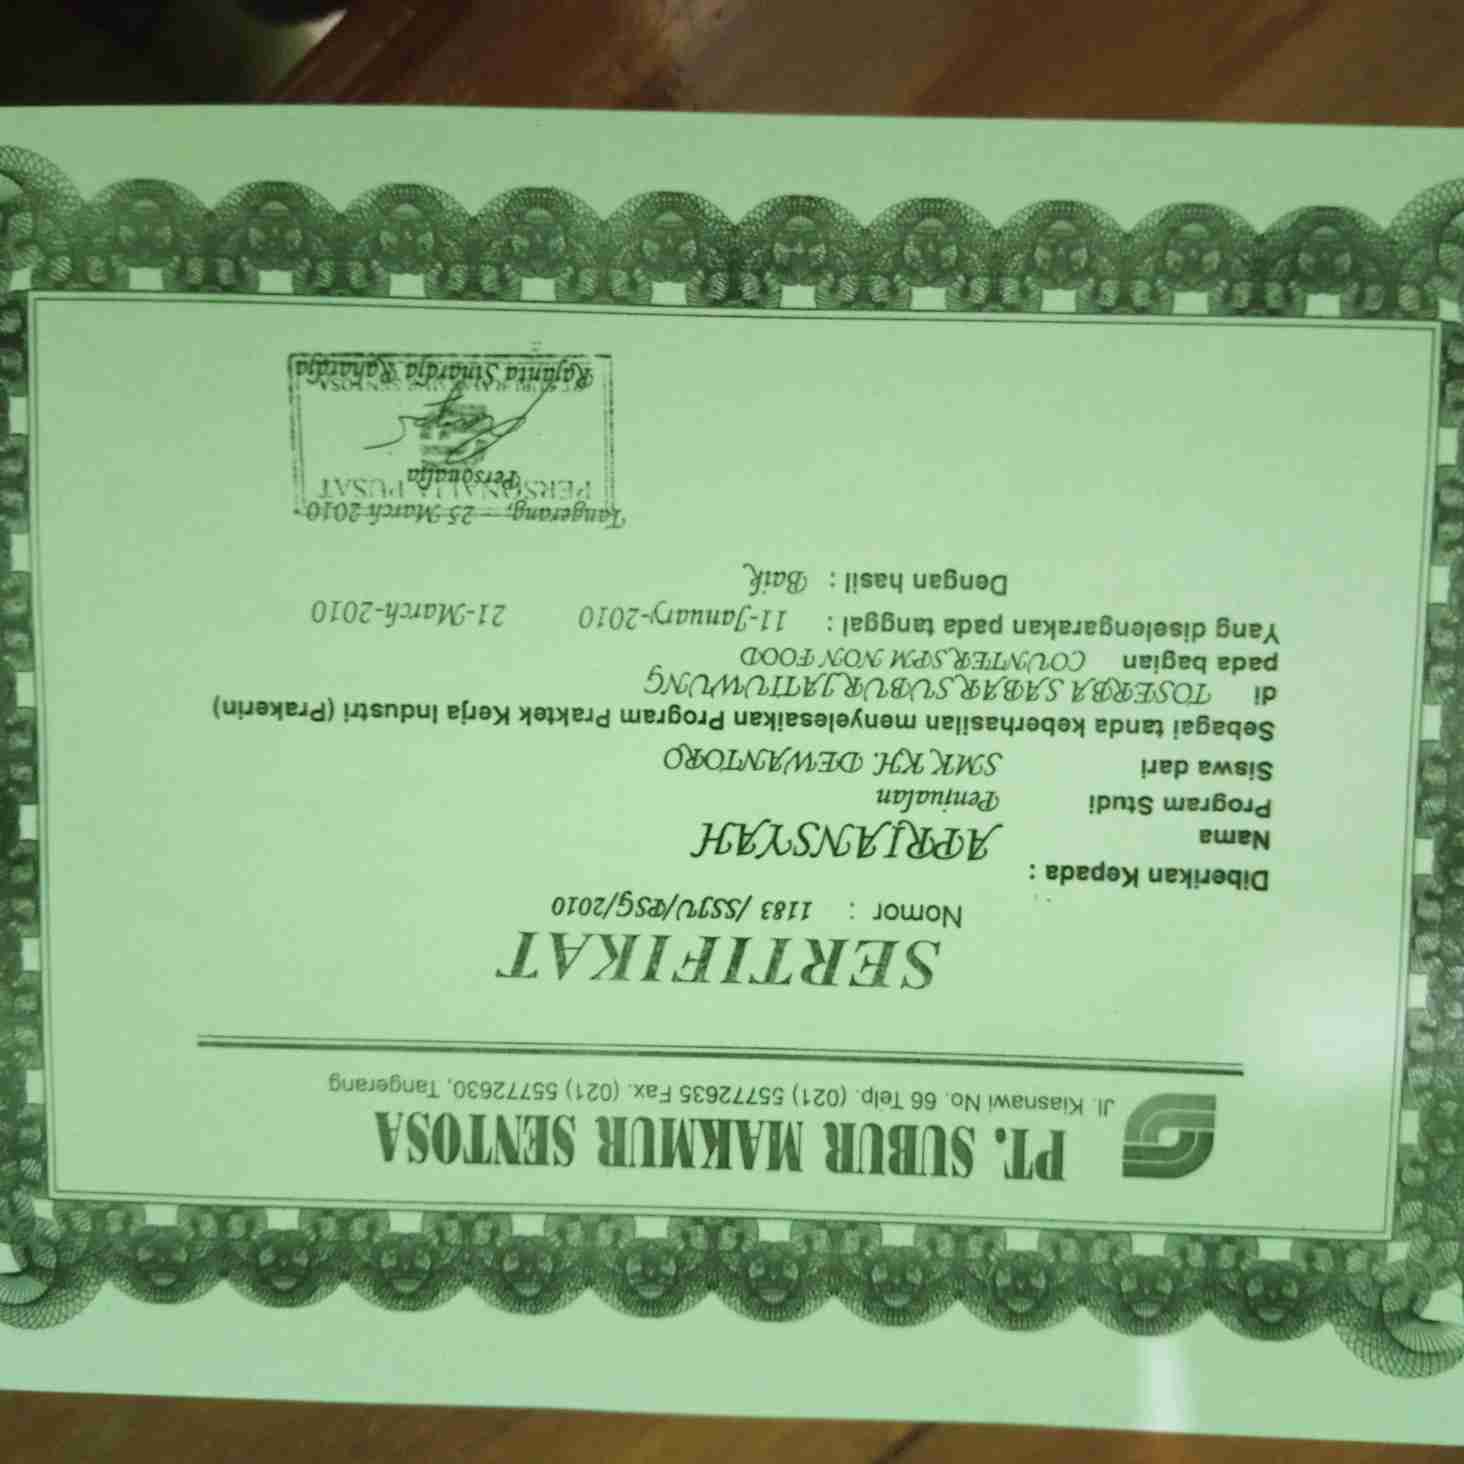 PT. SUBUR MAKMUR SENTOSA
Jl. Kiasnawi No. 66 Telp. (021) 55772635 Fax. (021) 55772630, Tangerang
SERTIFIKAT
Nomor : 1183 /SSJU/PSG/2010
Diberikan Kepada :
Nama APRIANSYAH
Program Studi Penjualan
Siswa dari SMK KH. DEWANTORO
Sebagai tanda keberhasilan menyelesaikan Program Praktek Kerja Industri (Prakerin)
di TOSERBA SABAR SUBUR JATIUWUNG
pada bagian COUNTER SPM NON FOOD
Yang diselengarakan pada tanggal : 11-January-2010 21-March-2010
Dengan hasil : Baik
Tangerang, 25 March 2010
PERSONALIA PUSAT
Personalia
Rajanta Sinardja Rahardja